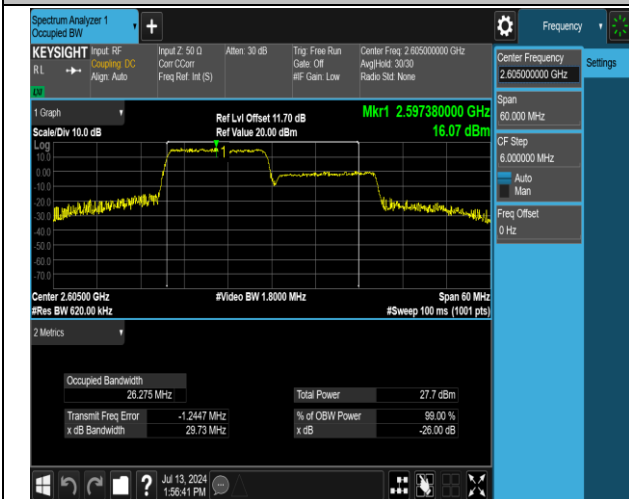 Spectrum Analyzer 1
Occupied BW
Frequency
KEYSIGHT
RL
Input: RF
Coupling: DC
Align: Auto
Input Z: 50 Ω
Corr CCorr
Freq Ref: Int (S)
Atten: 30 dB
Trig: Free Run
Gate: Off
#IF Gain: Low
Center Freq: 2.605000000 GHz
Avg|Hold: 30/30
Radio Std: None
Center Frequency
2.605000000 GHz
Settings
Span
60.000 MHz
CF Step
6.000000 MHz
Auto
Man
Freq Offset
0 Hz
1 Graph
Scale/Div 10.0 dB
Ref Lvl Offset 11.70 dB
Ref Value 20.00 dBm
Mkr1 2.597380000 GHz
16.07 dBm
Log
10.0
0.00
-10.0
-20.0
-30.0
-40.0
-50.0
-60.0
-70.0
1
Center 2.60500 GHz
#Video BW 1.8000 MHz
Span 60 MHz
#Res BW 620.00 kHz
#Sweep 100 ms (1001 pts)
2 Metrics
Occupied Bandwidth
26.275 MHz
Total Power 27.7 dBm
Transmit Freq Error -1.2447 MHz
% of OBW Power 99.00 %
x dB Bandwidth 29.73 MHz
x dB -26.00 dB
Jul 13, 2024
1:56:41 PM